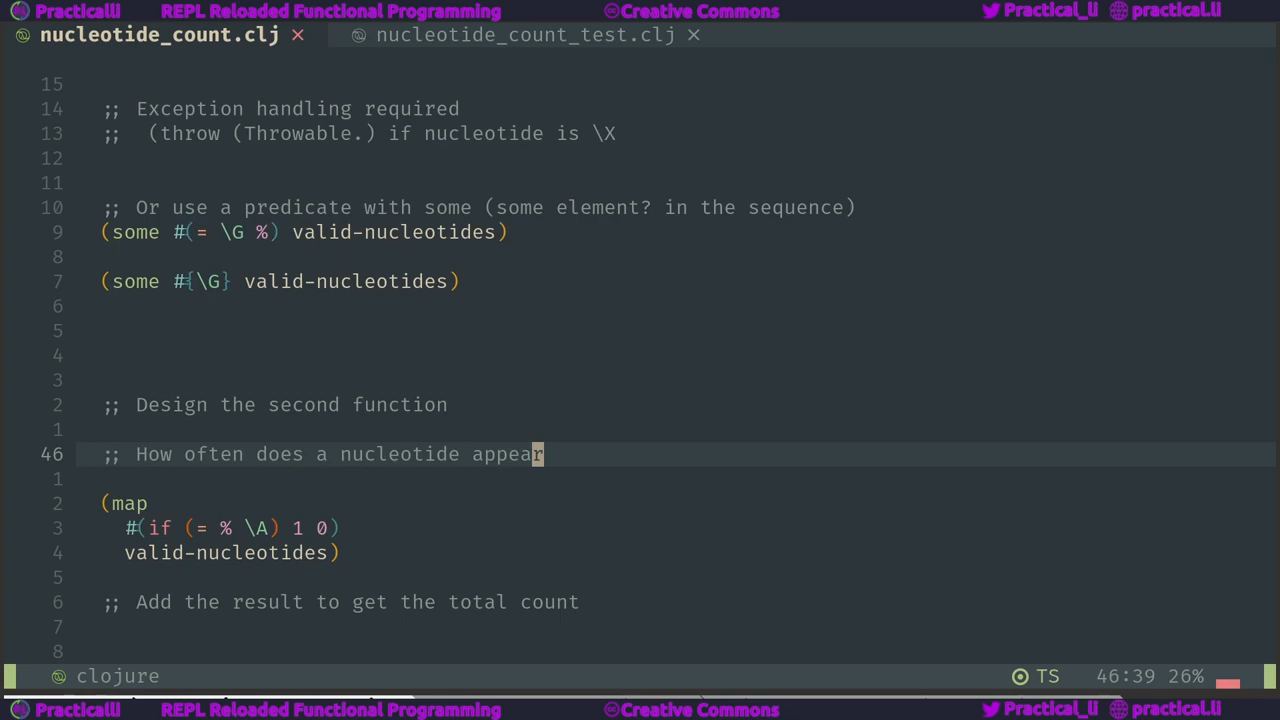 Practicalli REPL Reloaded Functional Programming Creative Commons Practical_li practical.li
nucleotide_count.clj × nucleotide_count_test.clj ×
15
14 ;; Exception handling required
13 ;;  (throw (Throwable.) if nucleotide is \X
12
11
10 ;; Or use a predicate with some (some element? in the sequence)
9 (some #(= \G %) valid-nucleotides)
8
7 (some #{\G} valid-nucleotides)
6
5
4
3
2 ;; Design the second function
1
46 ;; How often does a nucleotide appear
1
2 (map
3   #(if (= % \A) 1 0)
4   valid-nucleotides)
5
6 ;; Add the result to get the total count
7
8
clojure TS 46:39 26%
Practicalli REPL Reloaded Functional Programming Creative Commons Practical_li practical.li